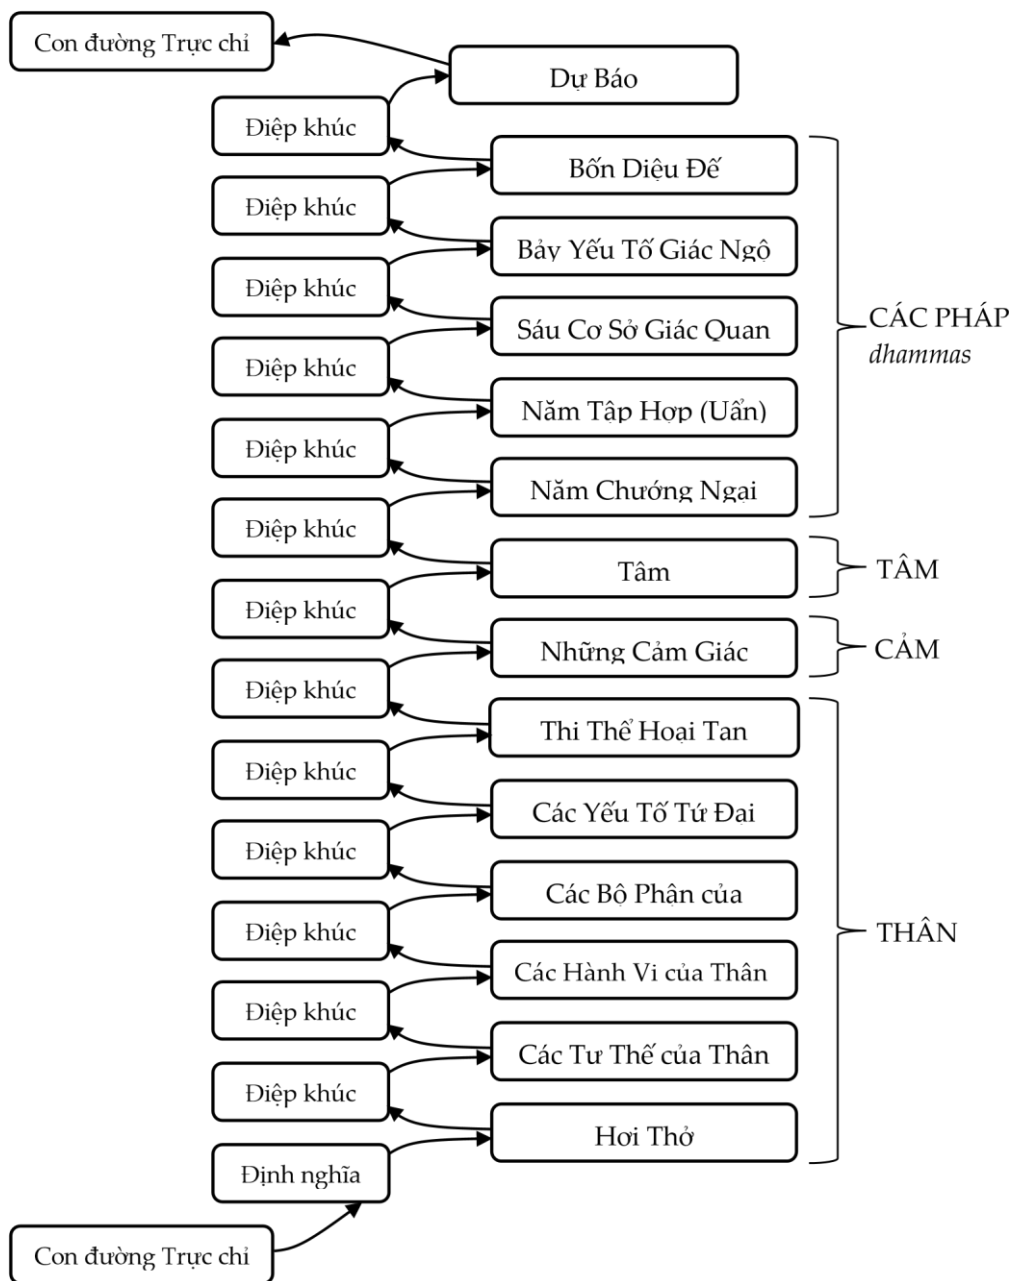 Con đường Trực chỉ
Dự Báo
Điệp khúc
Bốn Diệu Đế
Điệp khúc
Bảy Yếu Tố Giác Ngộ
Điệp khúc
Sáu Cơ Sở Giác Quan
CÁC PHÁP
dhammas
Điệp khúc
Năm Tập Hợp (Uẩn)
Điệp khúc
Năm Chướng Ngại
Điệp khúc
Tâm
TÂM
Điệp khúc
Những Cảm Giác
CẢM
Điệp khúc
Thi Thể Hoại Tan
Điệp khúc
Các Yếu Tố Tứ Đại
Điệp khúc
Các Bộ Phận của
Điệp khúc
THÂN
Các Hành Vi của Thân
Điệp khúc
Các Tư Thế của Thân
Điệp khúc
Hơi Thở
Định nghĩa
Con đường Trực chỉ